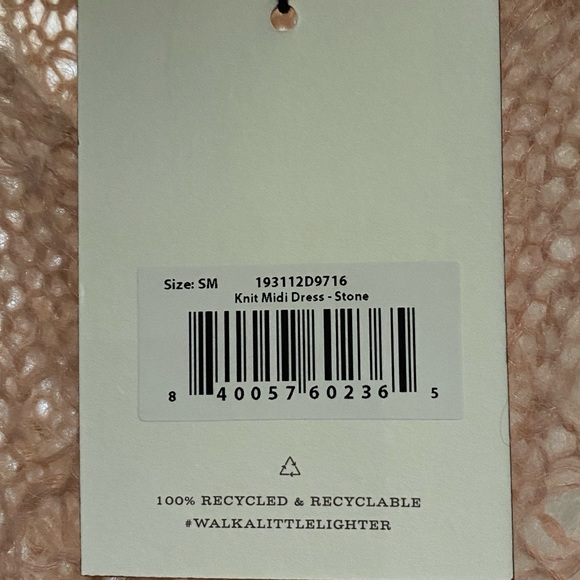 Size: SM 193112D9716
Knit Midi Dress - Stone
8 40057 60236 5
100% RECYCLED & RECYCLABLE
#WALKALITTLELIGHTER